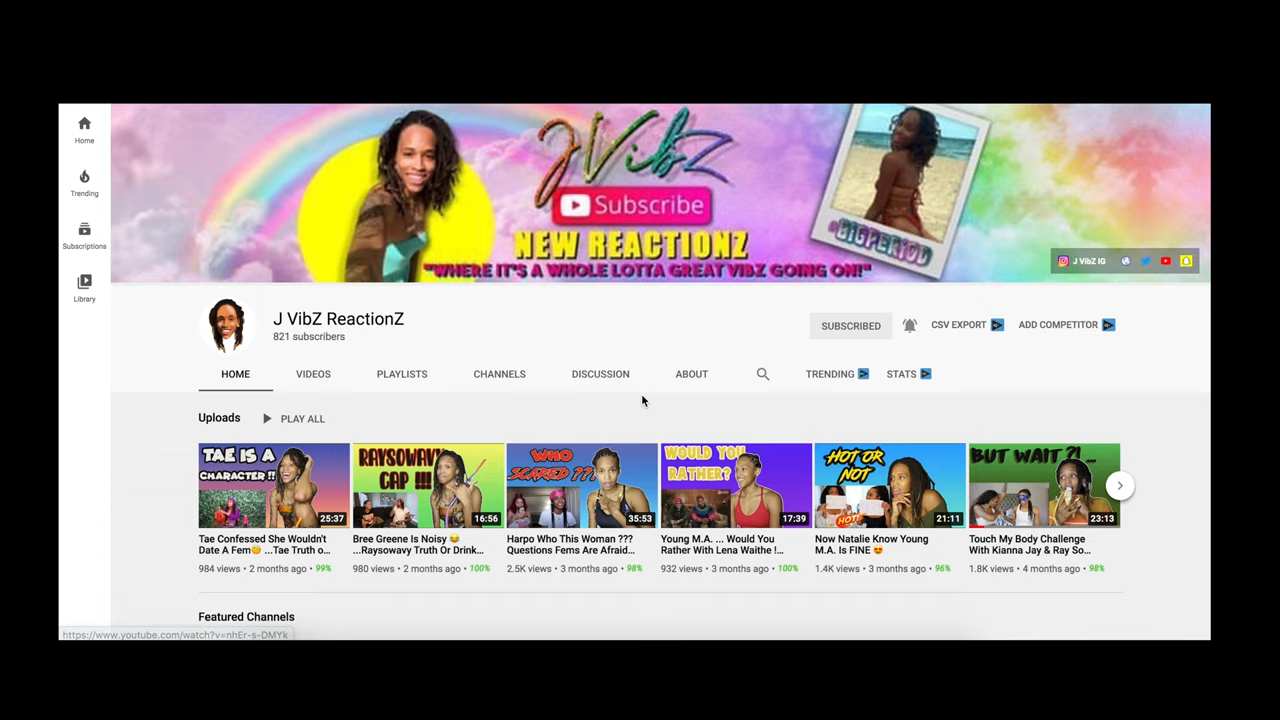 JVibZ
Subscribe
NEW REACTIONZ
"WHERE IT'S A WHOLE LOTTA GREAT VIBZ GOING ON!"
@BIGPERIOD
J VibZ IG
Home
Trending
Subscriptions
Library
J VibZ ReactionZ
821 subscribers
SUBSCRIBED
CSV EXPORT
ADD COMPETITOR
HOME
VIDEOS
PLAYLISTS
CHANNELS
DISCUSSION
ABOUT
TRENDING
STATS
Uploads
PLAY ALL
TAE IS A
CHARACTER !!
25:37
Tae Confessed She Wouldn't
Date A Fem😏 ...Tae Truth o...
984 views • 2 months ago • 99%
RAYSOWAVY
CAP !!!
16:56
Bree Greene Is Noisy 😂
...Raysowavy Truth Or Drink...
980 views • 2 months ago • 100%
WHO
SCARED ???
35:53
Harpo Who This Woman ???
Questions Fems Are Afraid...
2.5K views • 3 months ago • 98%
WOULD YOU
RATHER?
17:39
Young M.A. ... Would You
Rather With Lena Waithe !...
932 views • 3 months ago • 100%
HOT OR
NOT
HOT!
21:11
Now Natalie Know Young
M.A. Is FINE 😍
1.4K views • 3 months ago • 96%
BUT WAIT ?! ...
23:13
Touch My Body Challenge
With Kianna Jay & Ray So...
1.8K views • 4 months ago • 98%
Featured Channels
https://www.youtube.com/watch?v=nhEr-s-DMYk